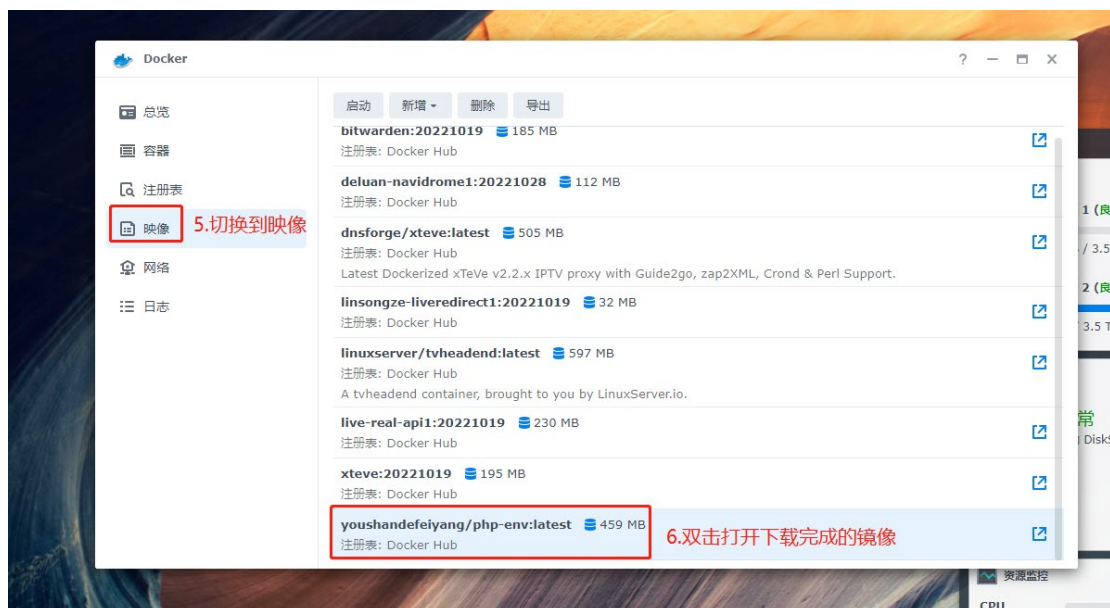 Docker
总览
容器
注册表
映像
网络
日志
5.切换到映像
启动 新增 删除 导出
bitwarden:20221019 185 MB
注册表: Docker Hub
deluan-navidrome1:20221028 112 MB
注册表: Docker Hub
dnsforge/xteve:latest 505 MB
注册表: Docker Hub
Latest Dockerized xTeVe v2.2.x IPTV proxy with Guide2go, zap2XML, Crond & Perl Support.
linsongze-liveredirect1:20221019 32 MB
注册表: Docker Hub
linuxserver/tvheadend:latest 597 MB
注册表: Docker Hub
A tvheadend container, brought to you by LinuxServer.io.
live-real-api1:20221019 230 MB
注册表: Docker Hub
xteve:20221019 195 MB
注册表: Docker Hub
youshandefeiyang/php-env:latest 459 MB
注册表: Docker Hub
6.双击打开下载完成的镜像
1 (良
/ 3.5
2 (良
3.5 T
常
Disk
资源监控
CPU